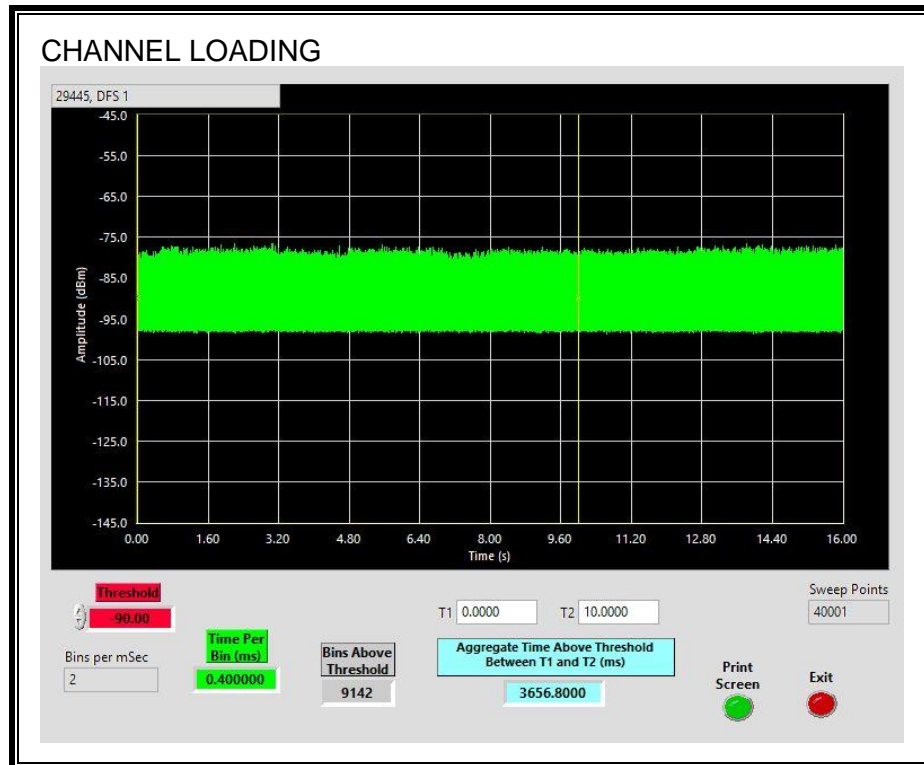 CHANNEL LOADING
29445, DFS 1
-45.0
-55.0
-65.0
-75.0
-85.0
-95.0
-105.0
-115.0
-125.0
-135.0
-145.0
Amplitude (dBm)
0.00 1.60 3.20 4.80 6.40 8.00 9.60 11.20 12.80 14.40 16.00
Time (s)
Threshold
-90.00
Bins per mSec
2
Time Per
Bin (ms)
0.400000
Bins Above
Threshold
9142
T1 0.0000 T2 10.0000
Aggregate Time Above Threshold
Between T1 and T2 (ms)
3656.8000
Sweep Points
40001
Print
Screen
Exit